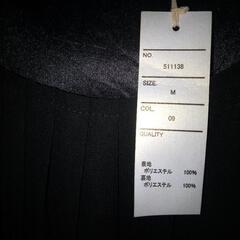 NO.
511138
SIZE.
M
COL.
09
QUALITY
表地
ポリエステル 100%
裏地
ポリエステル 100%